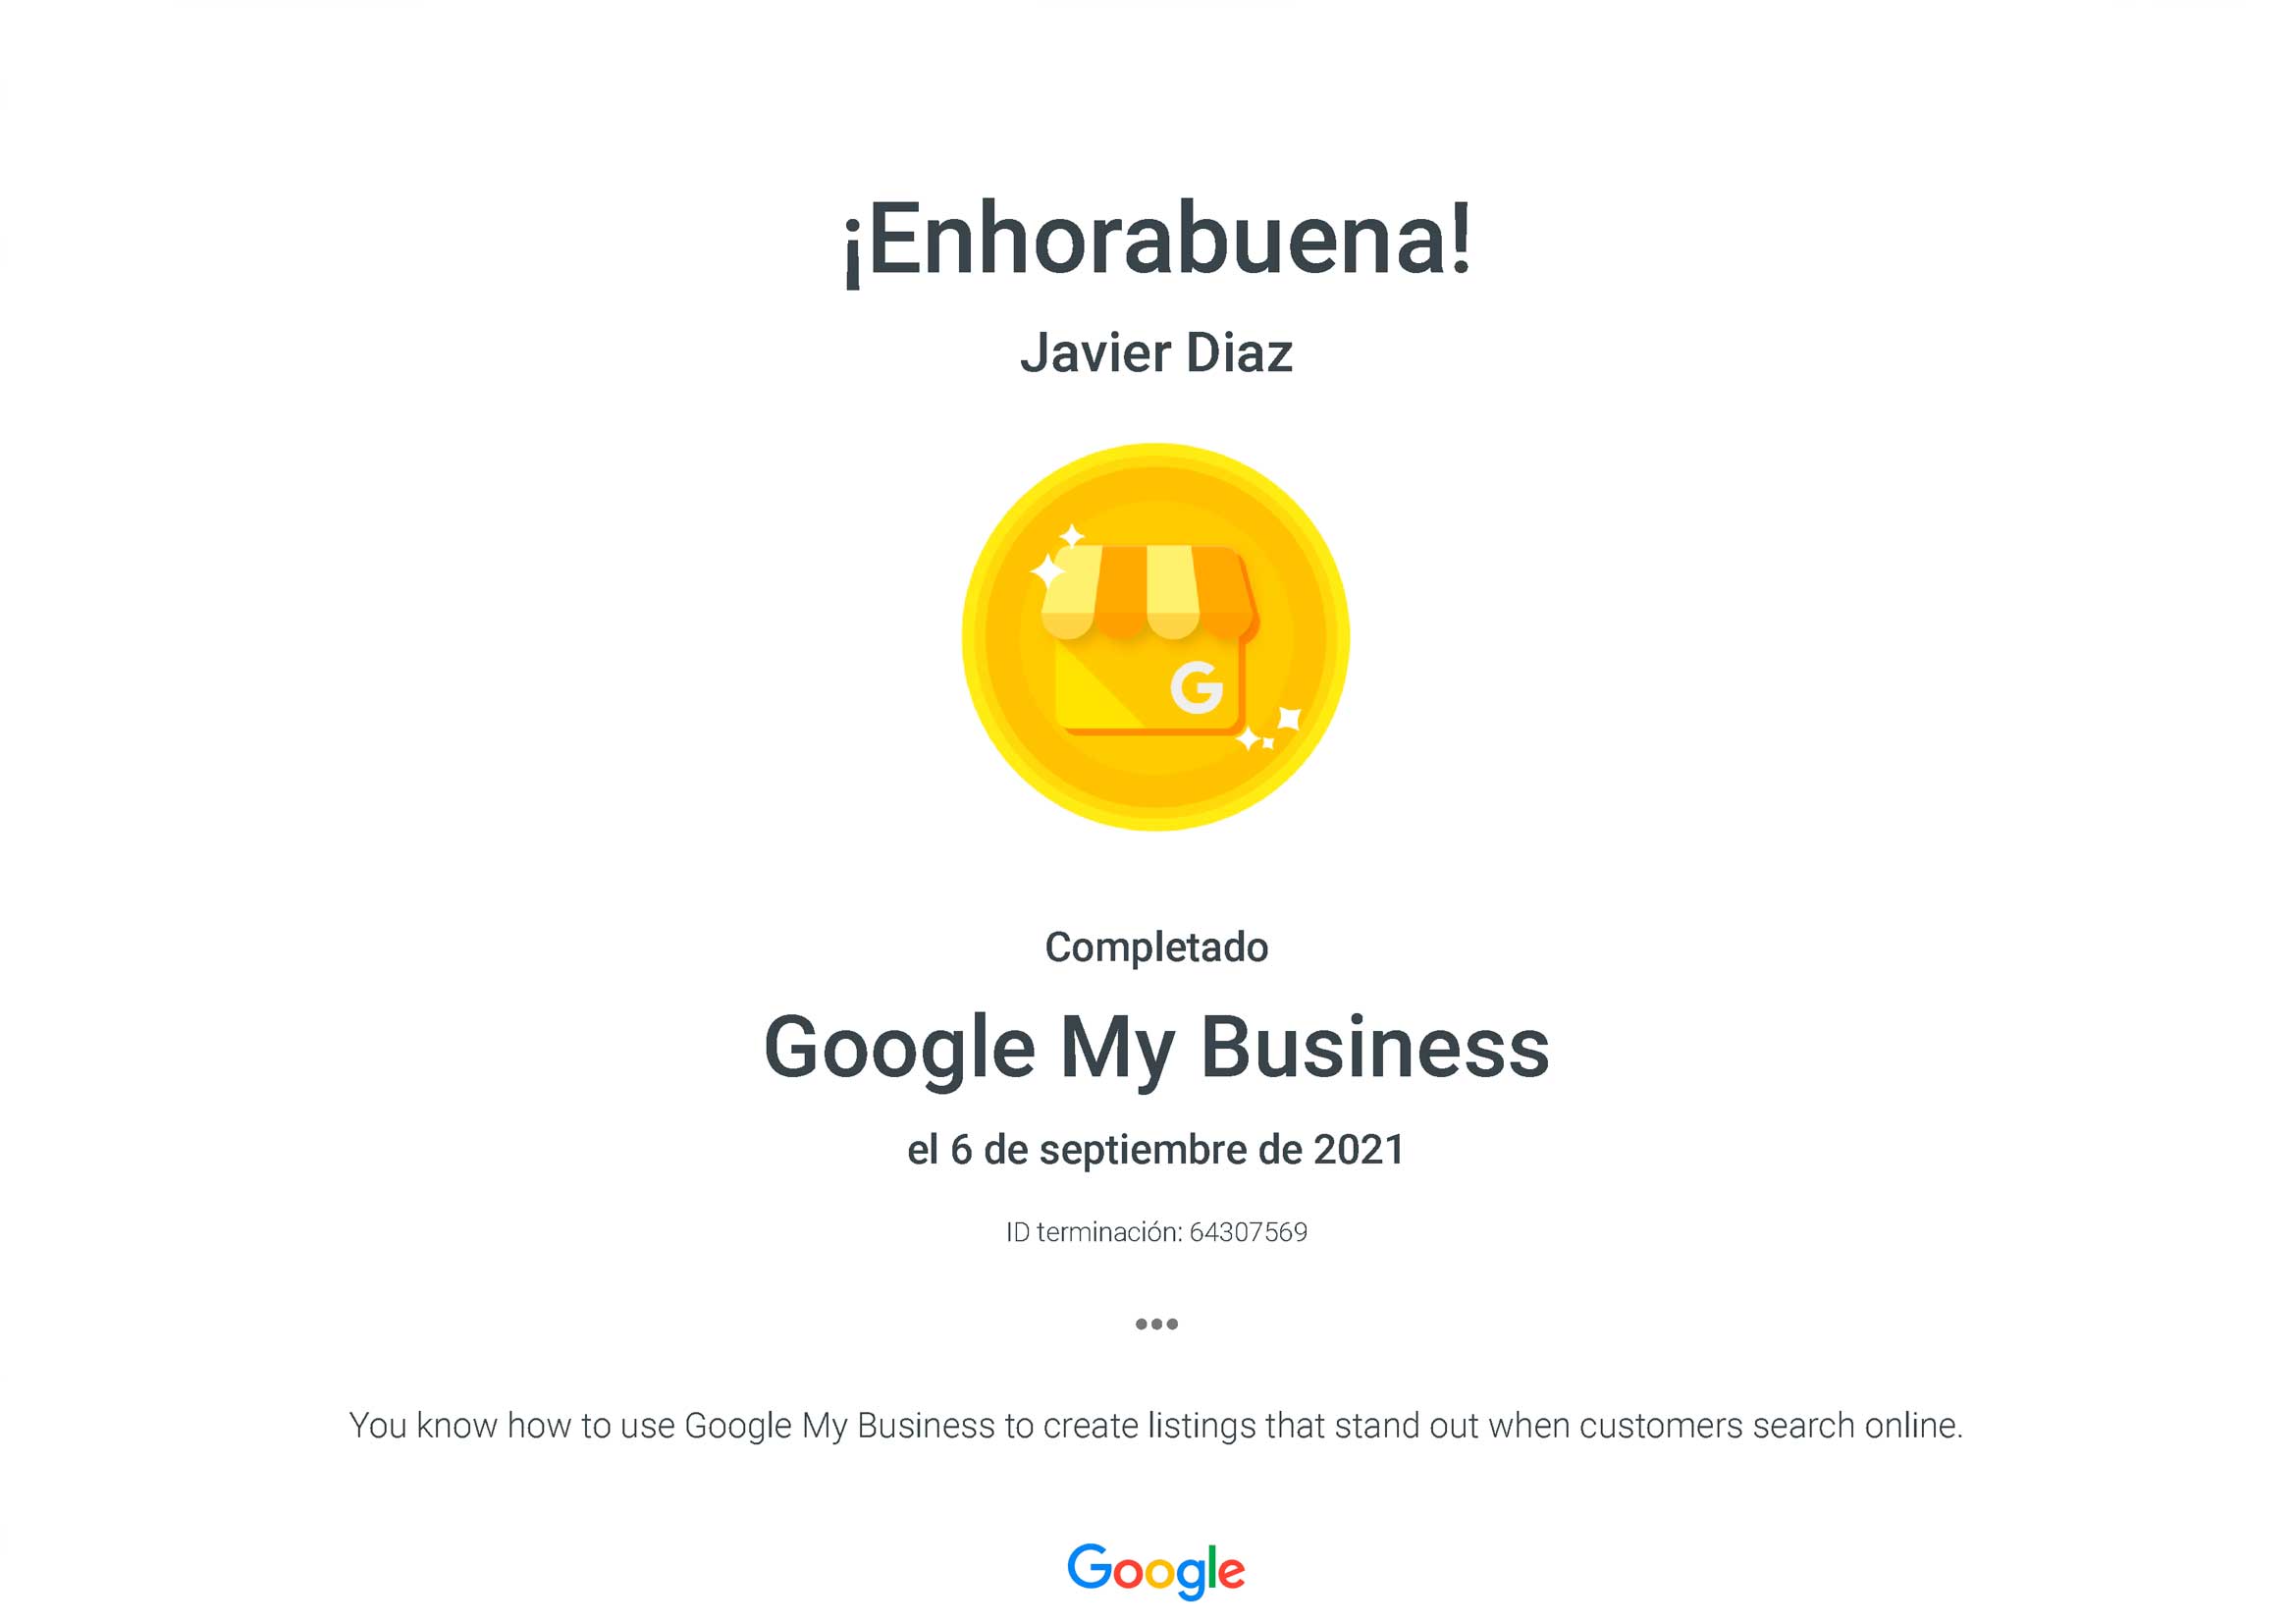 ¡Enhorabuena!
Javier Diaz
G
Completado
Google My Business
el 6 de septiembre de 2021
ID terminación: 64307569
•••
You know how to use Google My Business to create listings that stand out when customers search online.
Google